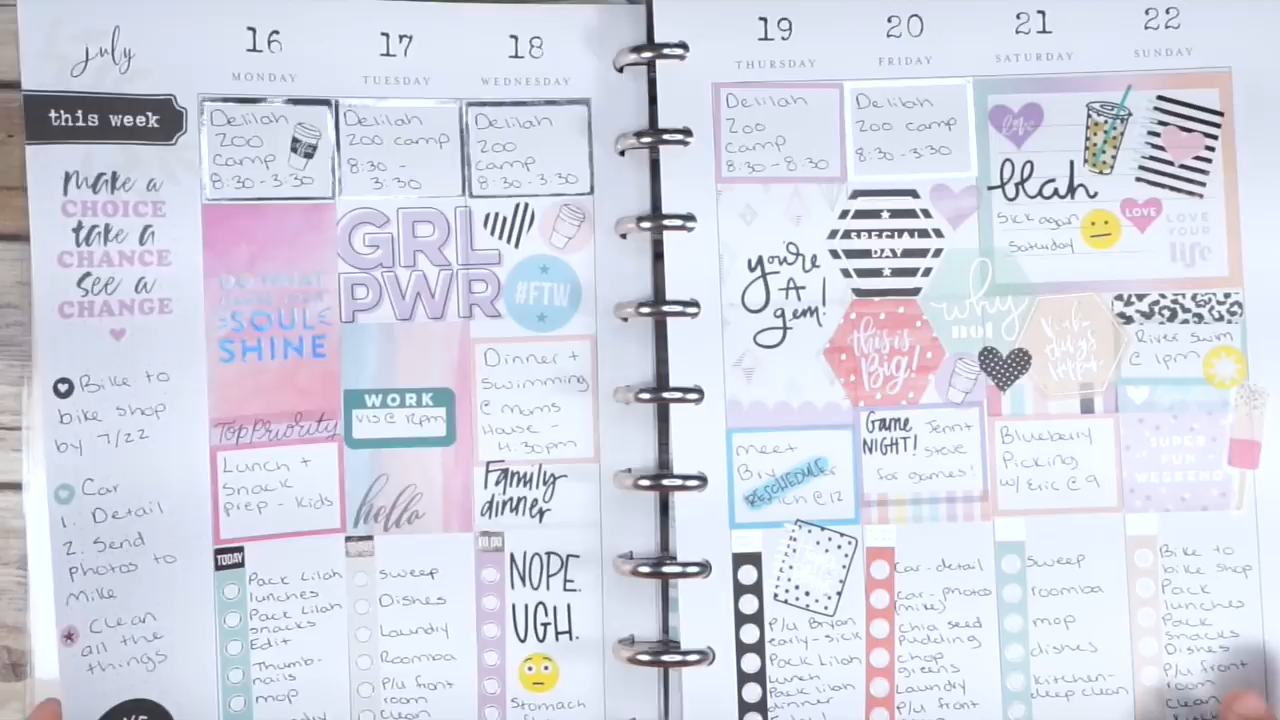 july
this week
make a
CHOICE
take a
CHANCE
see a
CHANGE
Bike to
bike shop
by 7/22
Car
1. Detail
2. Send
photos to
Mike
Clean
all the
things
16
MONDAY
Delilah
Zoo
camp
8:30-3:30
SOUL
SHINE
Top Priority
Lunch +
Snack
prep - Kids
TODAY
Pack Lilah
lunches
Pack Lilah
snacks
Edit
Thumb-
nails
mop
17
TUESDAY
Delilah
Zoo camp
8:30-
3:30
GRL
PWR
WORK
hello
Sweep
Dishes
Laundry
Roomba
P/u front
room
Clean
18
WEDNESDAY
Delilah
Zoo
camp
8:30-3:30
#FTW
Dinner +
Swimming
@ moms
House -
4:30pm
Family
dinner
NOPE.
UGH.
Stomach
19
THURSDAY
Delilah
Zoo
camp
8:30-8:30
you're
A
gem!
meet
RESCHEDULE
@ 12
P/u Bryan
early-sick
Pack Lilah
lunch
Pack lilah
dinner
20
FRIDAY
Delilah
Zoo camp
8:30-3:30
SPECIAL
DAY
this is
Big!
Game
NIGHT!
Jenn +
Steve
for games!
Car-detail
car-photos
(mike)
chia seed
pudding
chop
greens
Laundry
P/u front
21
SATURDAY
love
blah
Sick again
Saturday
LOVE
LOVE
YOUR
life
why
not
Blueberry
Picking
w/ Eric @ 9
sweep
roomba
mop
dishes
kitchen-
deep clean
22
SUNDAY
River Swim
@ 1pm
SUPER
FUN
WEEKEND
Bike to
bike shop
Pack
lunches
Pack
snacks
Dishes
P/u front
room